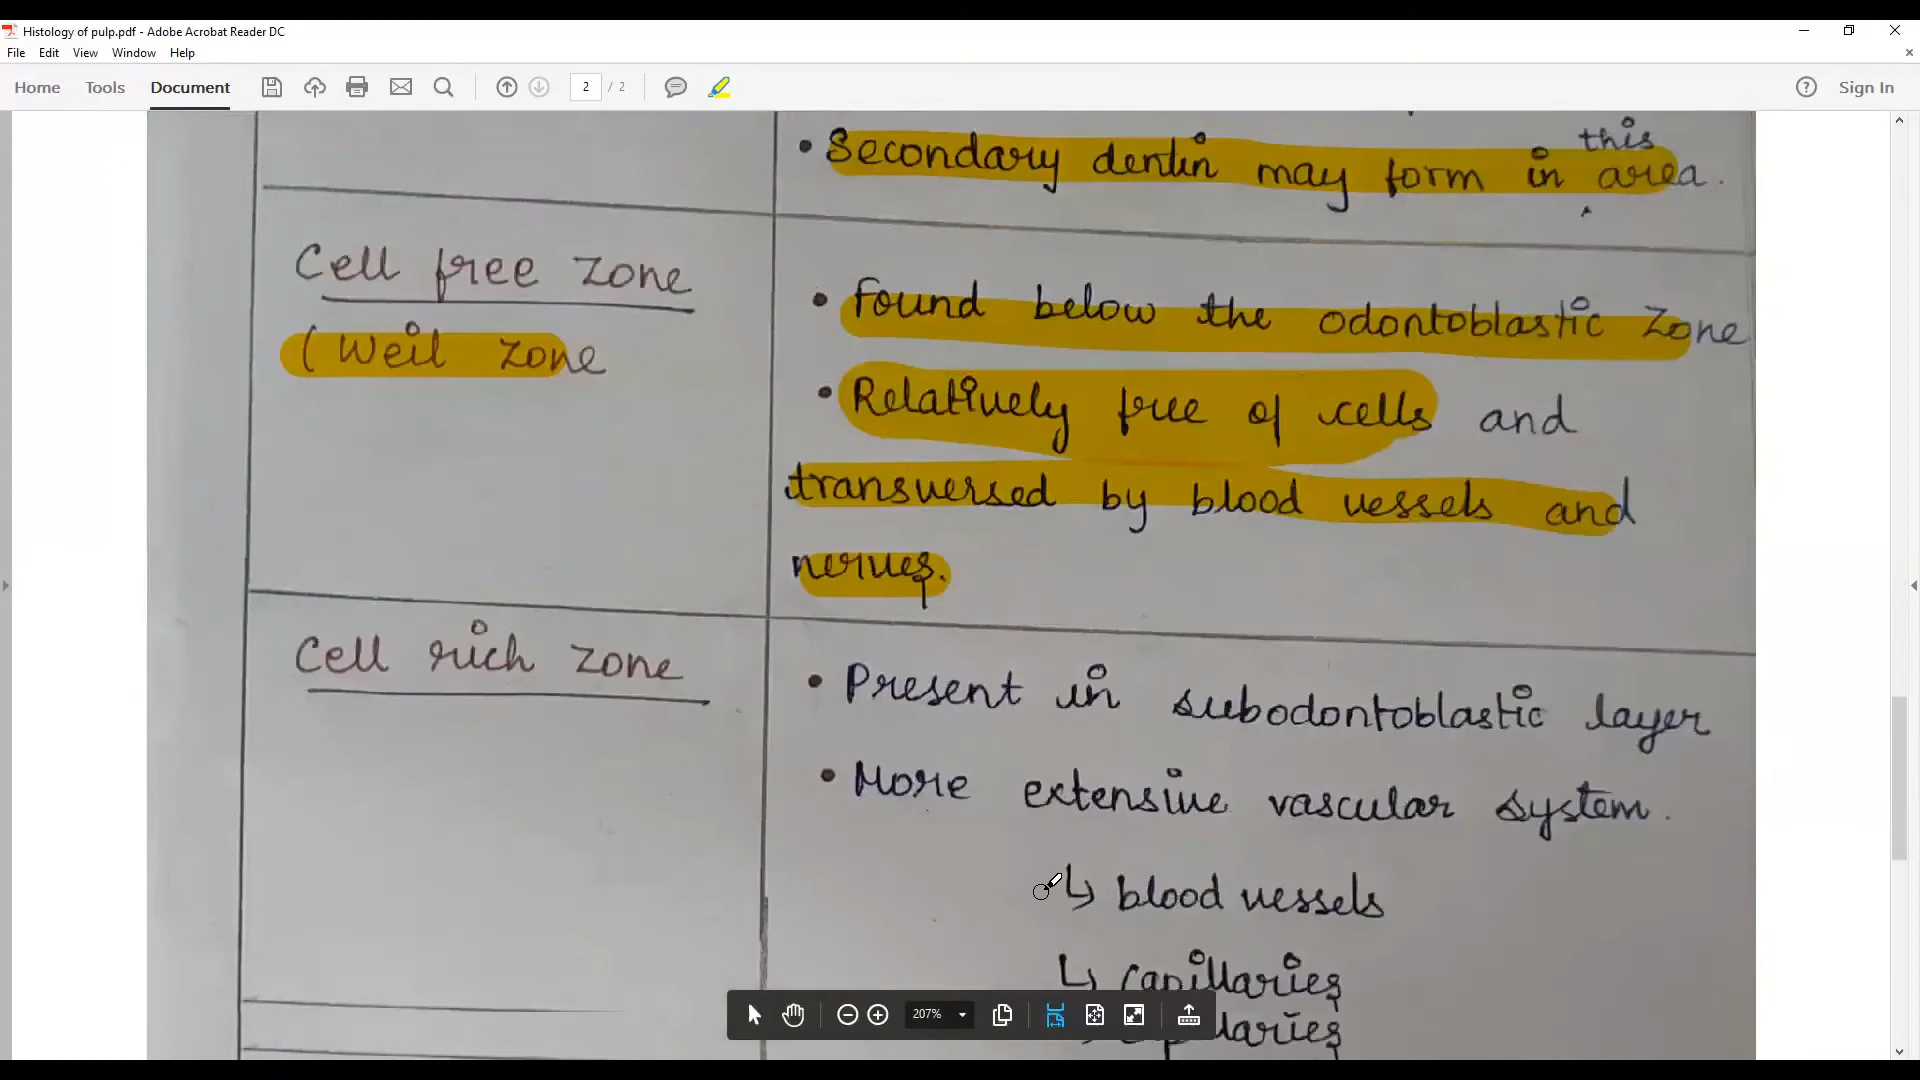 Histology of pulp.pdf - Adobe Acrobat Reader DC
File Edit View Window Help
Home Tools Document 2 / 2 Sign In
• Secondary dentin may form in this area.
Cell free zone
(Weil zone
• Found below the odontoblastic zone
• Relatively free of cells and
transversed by blood vessels and
nerves.
Cell rich zone
• Present in subodontoblastic layer
• More extensive vascular system.
↳ blood vessels
↳ capillaries
207%